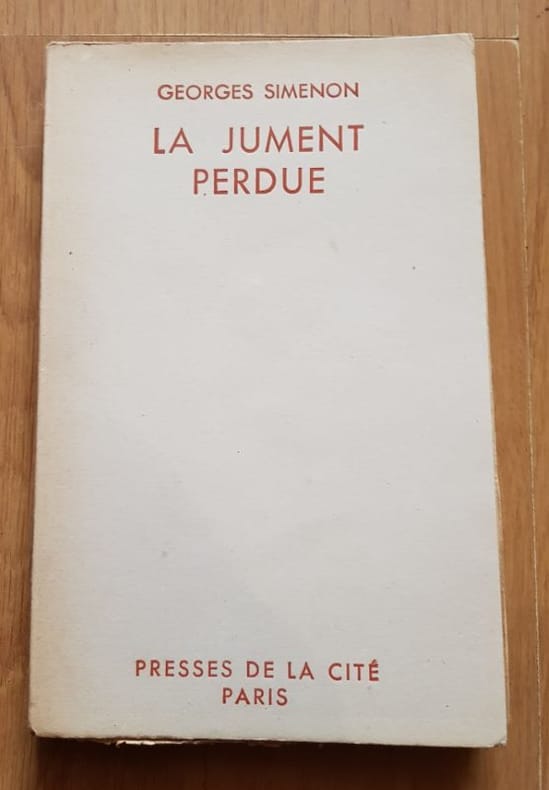 GEORGES SIMENON
LA JUMENT
PERDUE
PRESSES DE LA CITÉ
PARIS